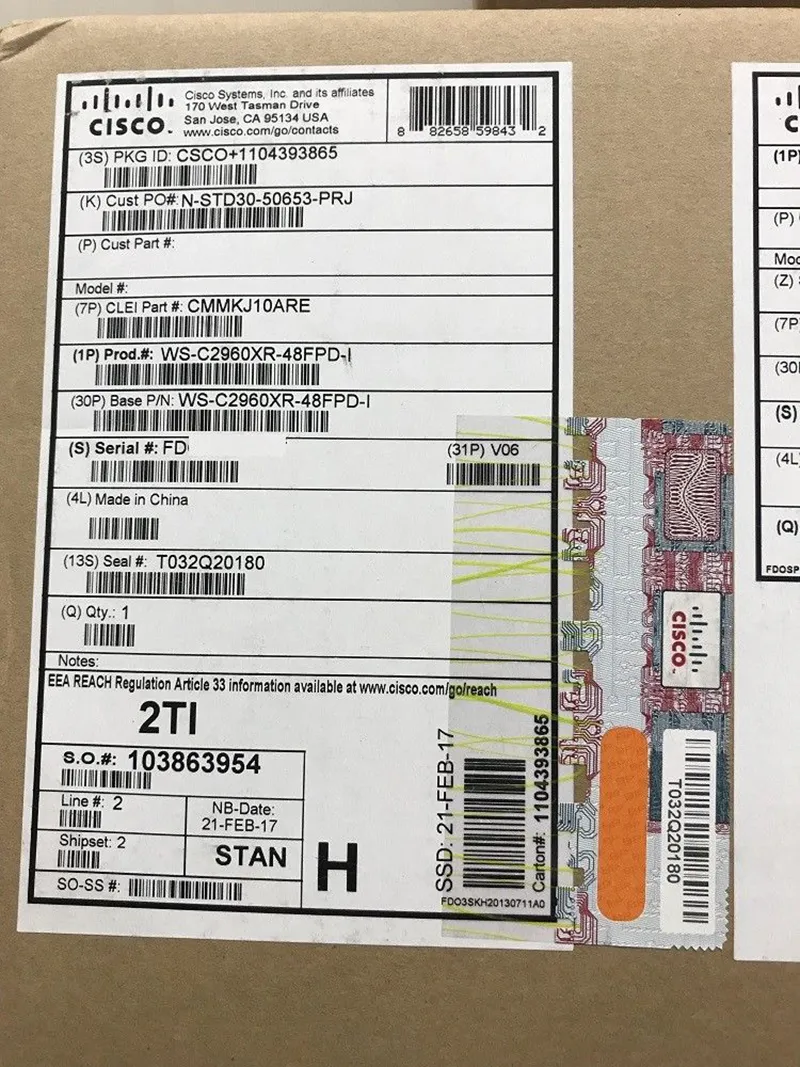 CISCO
Cisco Systems, Inc. and its affiliates
170 West Tasman Drive
San Jose, CA 95134 USA
www.cisco.com/go/contacts
8 82658 59843 2
(3S) PKG ID: CSCO+1104393865
(K) Cust PO#: N-STD30-50653-PRJ
(P) Cust Part #:
Model #:
(7P) CLEI Part #: CMMKJ10ARE
(1P) Prod.#: WS-C2960XR-48FPD-I
(30P) Base P/N: WS-C2960XR-48FPD-I
(S) Serial #: FD
(31P) V06
(4L) Made in China
(13S) Seal #: T032Q20180
(Q) Qty.: 1
Notes:
EEA REACH Regulation Article 33 information available at www.cisco.com/go/reach
2TI
S.O.#: 103863954
Line #: 2
NB-Date:
21-FEB-17
Shipset: 2
STAN
SO-SS #:
H
SSD: 21-FEB-17
Carton#: 1104393865
FDO3SKH20130711A0
CISCO
T032Q20180
C
(1P)
(P)
(Z)
(7P)
(S)
(4L)
(Q)